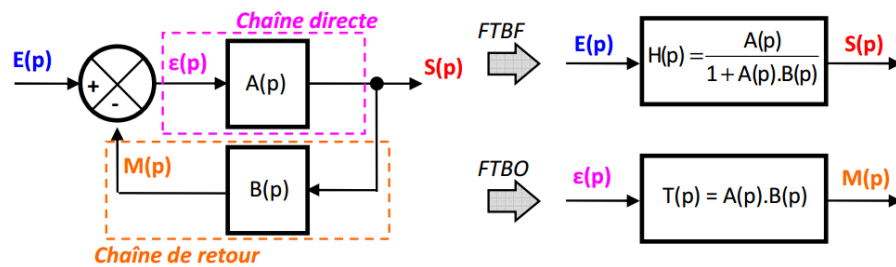 Chaîne directe
E(p)
+
-
ε(p)
A(p)
S(p)
M(p)
B(p)
Chaîne de retour
FTBF
E(p)
H(p) = A(p) / 1 + A(p).B(p)
S(p)
FTBO
ε(p)
T(p) = A(p).B(p)
M(p)